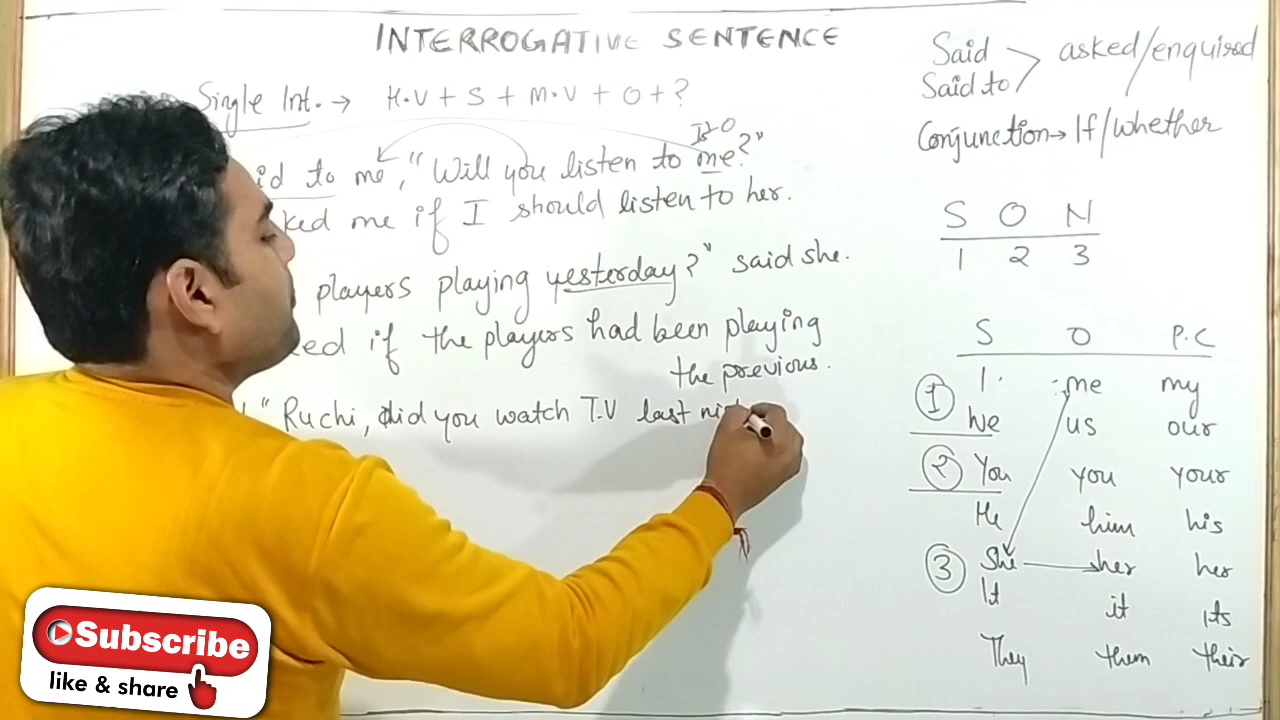 INTERROGATIVE SENTENCE
Single Int. → H.V + S + M.V + O + ?
Ist O
id to me, "Will you listen to me?"
ked me if I should listen to her.
players playing yesterday?" said she.
ed if the players had been playing
the previous.
" Ruchi, did you watch T.V last nig
Said
Said to
asked/enquired
Conjunction→ If/whether
S O N
1 2 3
S O P.C
1 I me my
We us our
2 You you your
He him his
3 She her her
It it Its
They them their
Subscribe
like & share